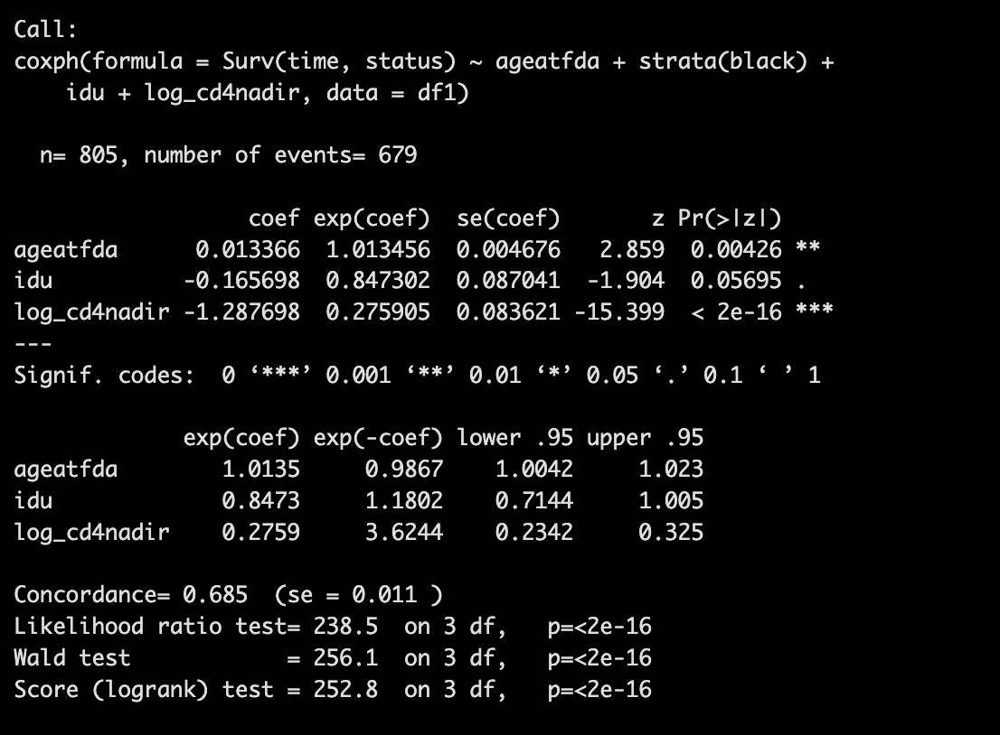 Call:
coxph(formula = Surv(time, status) ~ ageatfda + strata(black) +
    idu + log_cd4nadir, data = df1)

  n= 805, number of events= 679

                  coef exp(coef)  se(coef)       z Pr(>|z|)
ageatfda      0.013366  1.013456  0.004676   2.859  0.00426 **
idu          -0.165698  0.847302  0.087041  -1.904  0.05695 .
log_cd4nadir -1.287698  0.275905  0.083621 -15.399  < 2e-16 ***
---
Signif. codes:  0 ‘***’ 0.001 ‘**’ 0.01 ‘*’ 0.05 ‘.’ 0.1 ‘ ’ 1

             exp(coef) exp(-coef) lower .95 upper .95
ageatfda        1.0135     0.9867    1.0042     1.023
idu             0.8473     1.1802    0.7144     1.005
log_cd4nadir    0.2759     3.6244    0.2342     0.325

Concordance= 0.685  (se = 0.011 )
Likelihood ratio test= 238.5  on 3 df,   p=<2e-16
Wald test            = 256.1  on 3 df,   p=<2e-16
Score (logrank) test = 252.8  on 3 df,   p=<2e-16